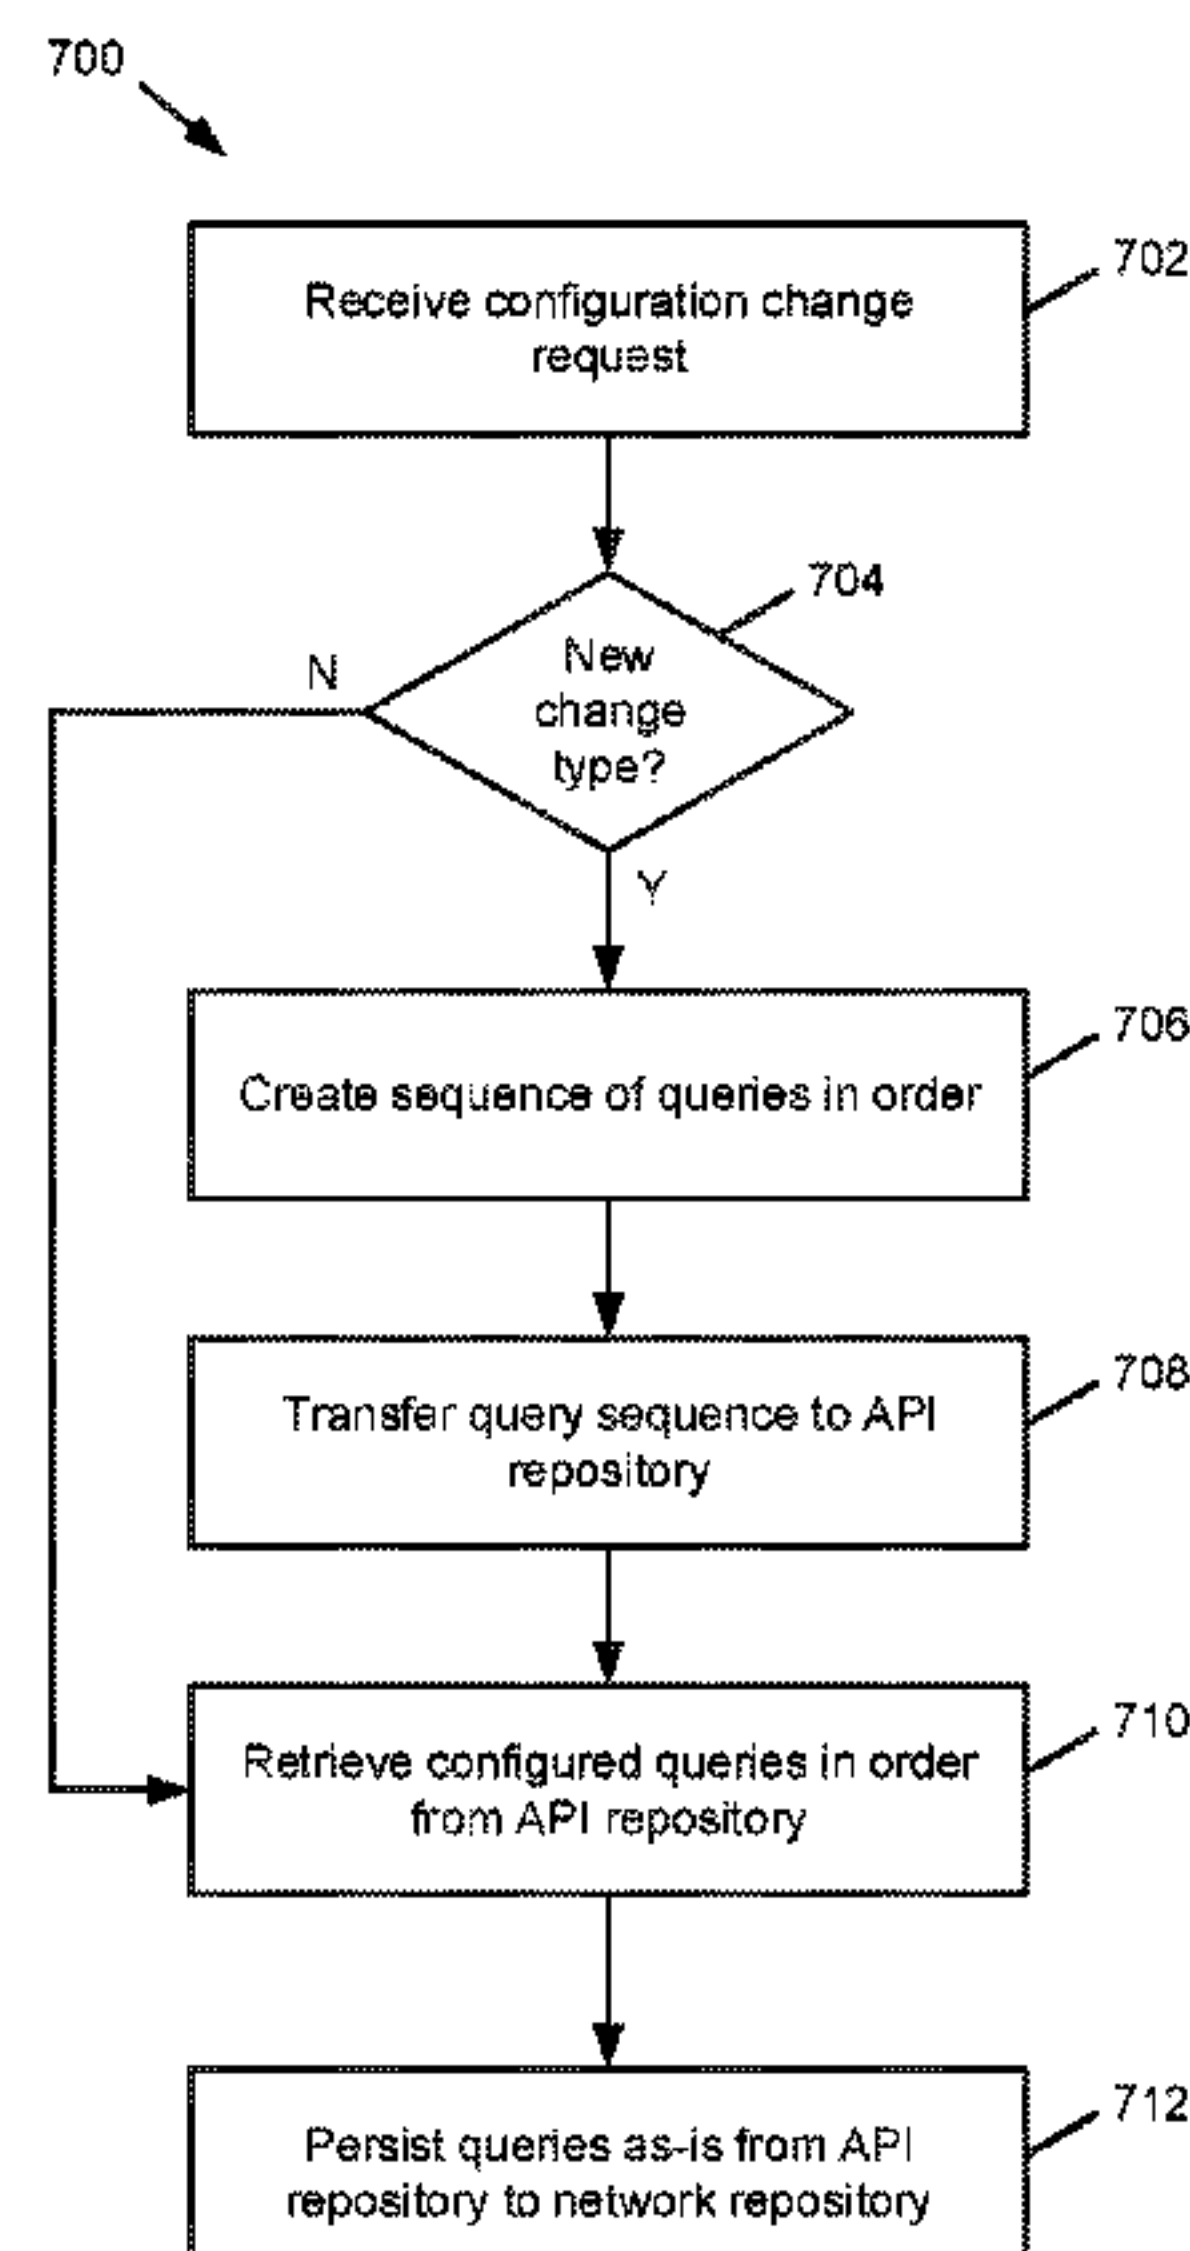 700
702
Receive configuration change
request
704
New
change
type?
N
Y
706
Create sequence of queries in order
708
Transfer query sequence to API
repository
710
Retrieve configured queries in order
from API repository
712
Persist queries as-is from API
repository to network repository